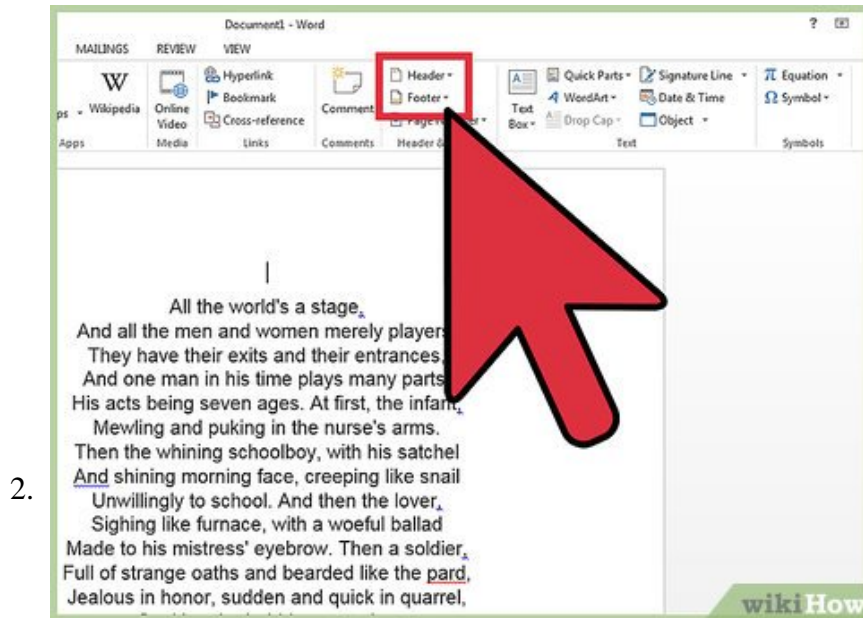 Document1 - Word ?
MAILINGS REVIEW VIEW
Wikipedia
Apps
Online Video
Media
Hyperlink
Bookmark
Cross-reference
Links
Comment
Comments
Header
Footer
Header &
Text Box
Quick Parts
WordArt
Drop Cap
Signature Line
Date & Time
Object
Text
π Equation
Ω Symbol
Symbols
All the world's a stage,
And all the men and women merely players
They have their exits and their entrances,
And one man in his time plays many parts
His acts being seven ages. At first, the infant,
Mewling and puking in the nurse's arms.
Then the whining schoolboy, with his satchel
And shining morning face, creeping like snail
Unwillingly to school. And then the lover,
Sighing like furnace, with a woeful ballad
Made to his mistress' eyebrow. Then a soldier,
Full of strange oaths and bearded like the pard,
Jealous in honor, sudden and quick in quarrel,
2.
wikiHow